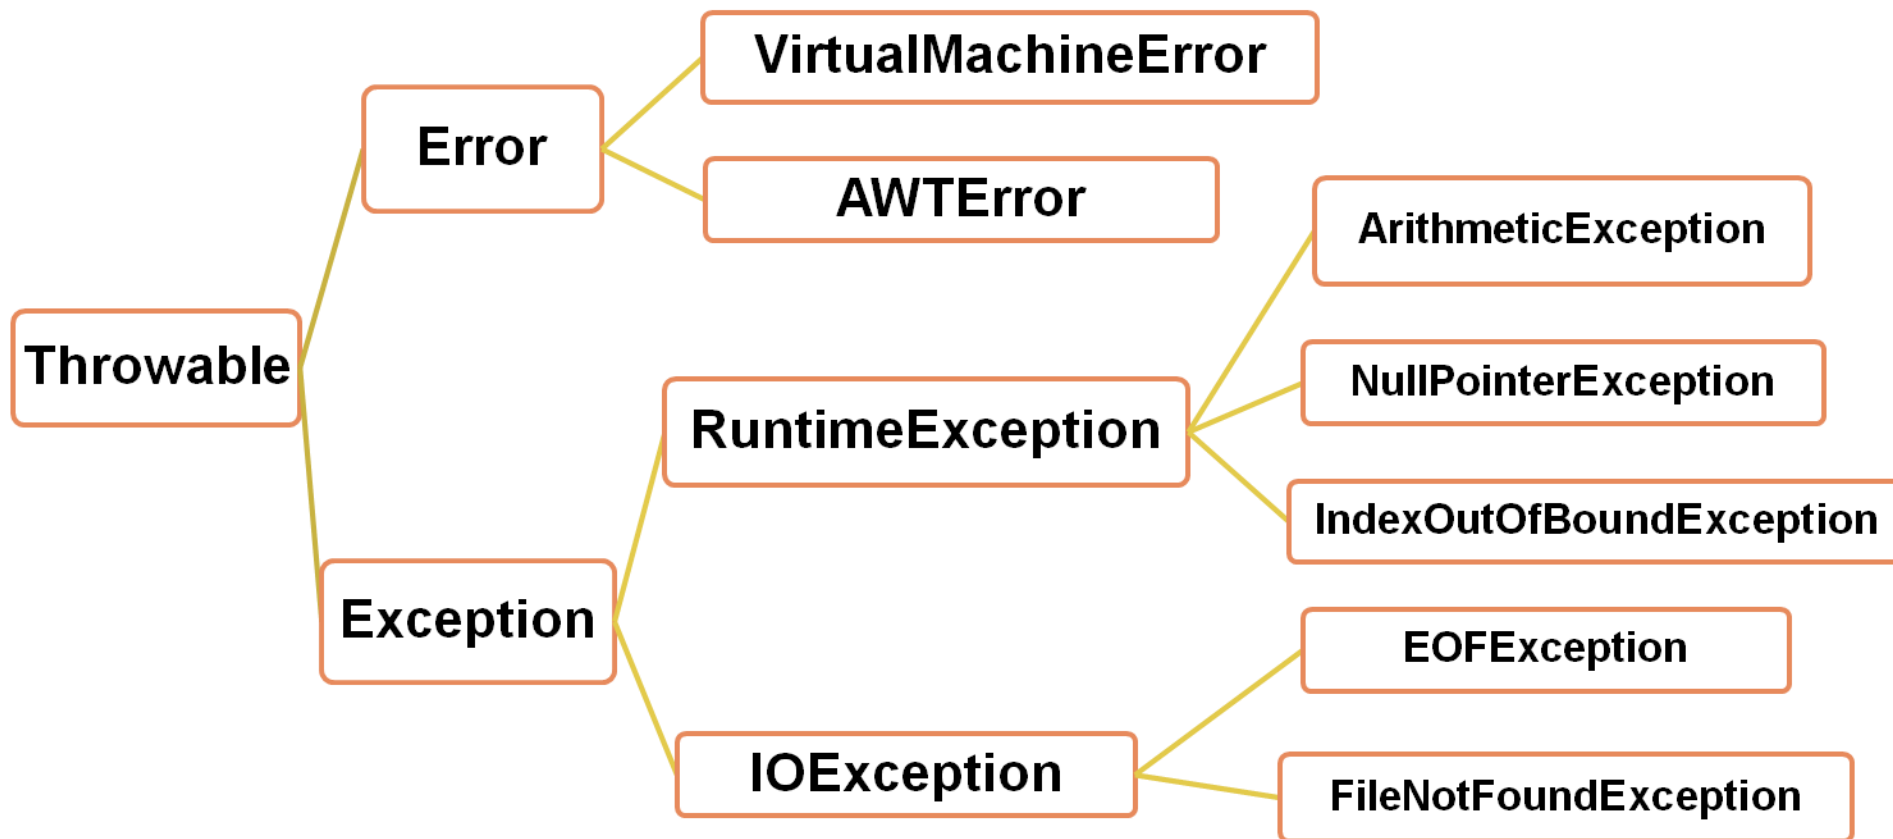 VirtualMachineError
Error
AWTError
ArithmeticException
Throwable
NullPointerException
RuntimeException
IndexOutOfBoundException
Exception
EOFException
IOException
FileNotFoundException